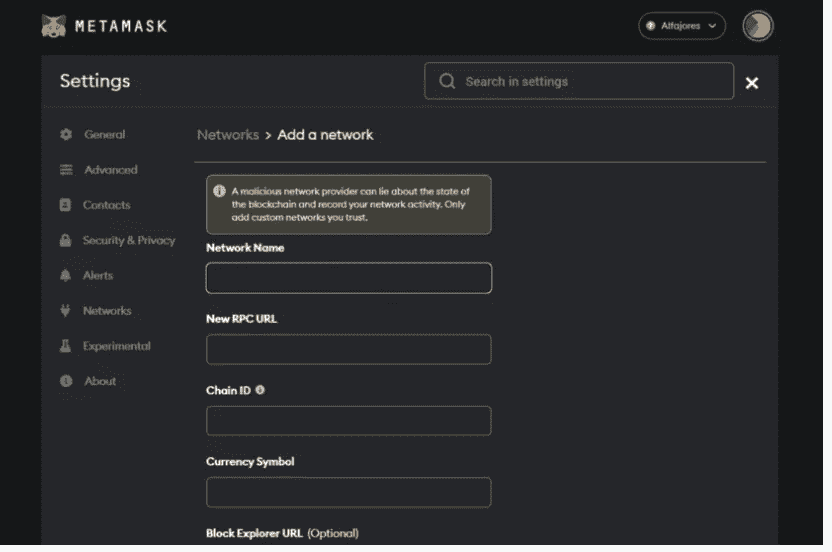 METAMASK
Alfajores
Settings
Search in settings
General
Advanced
Contacts
Security & Privacy
Alerts
Networks
Experimental
About
Networks > Add a network
A malicious network provider can lie about the state of
the blockchain and record your network activity. Only
add custom networks you trust.
Network Name
New RPC URL
Chain ID
Currency Symbol
Block Explorer URL (Optional)